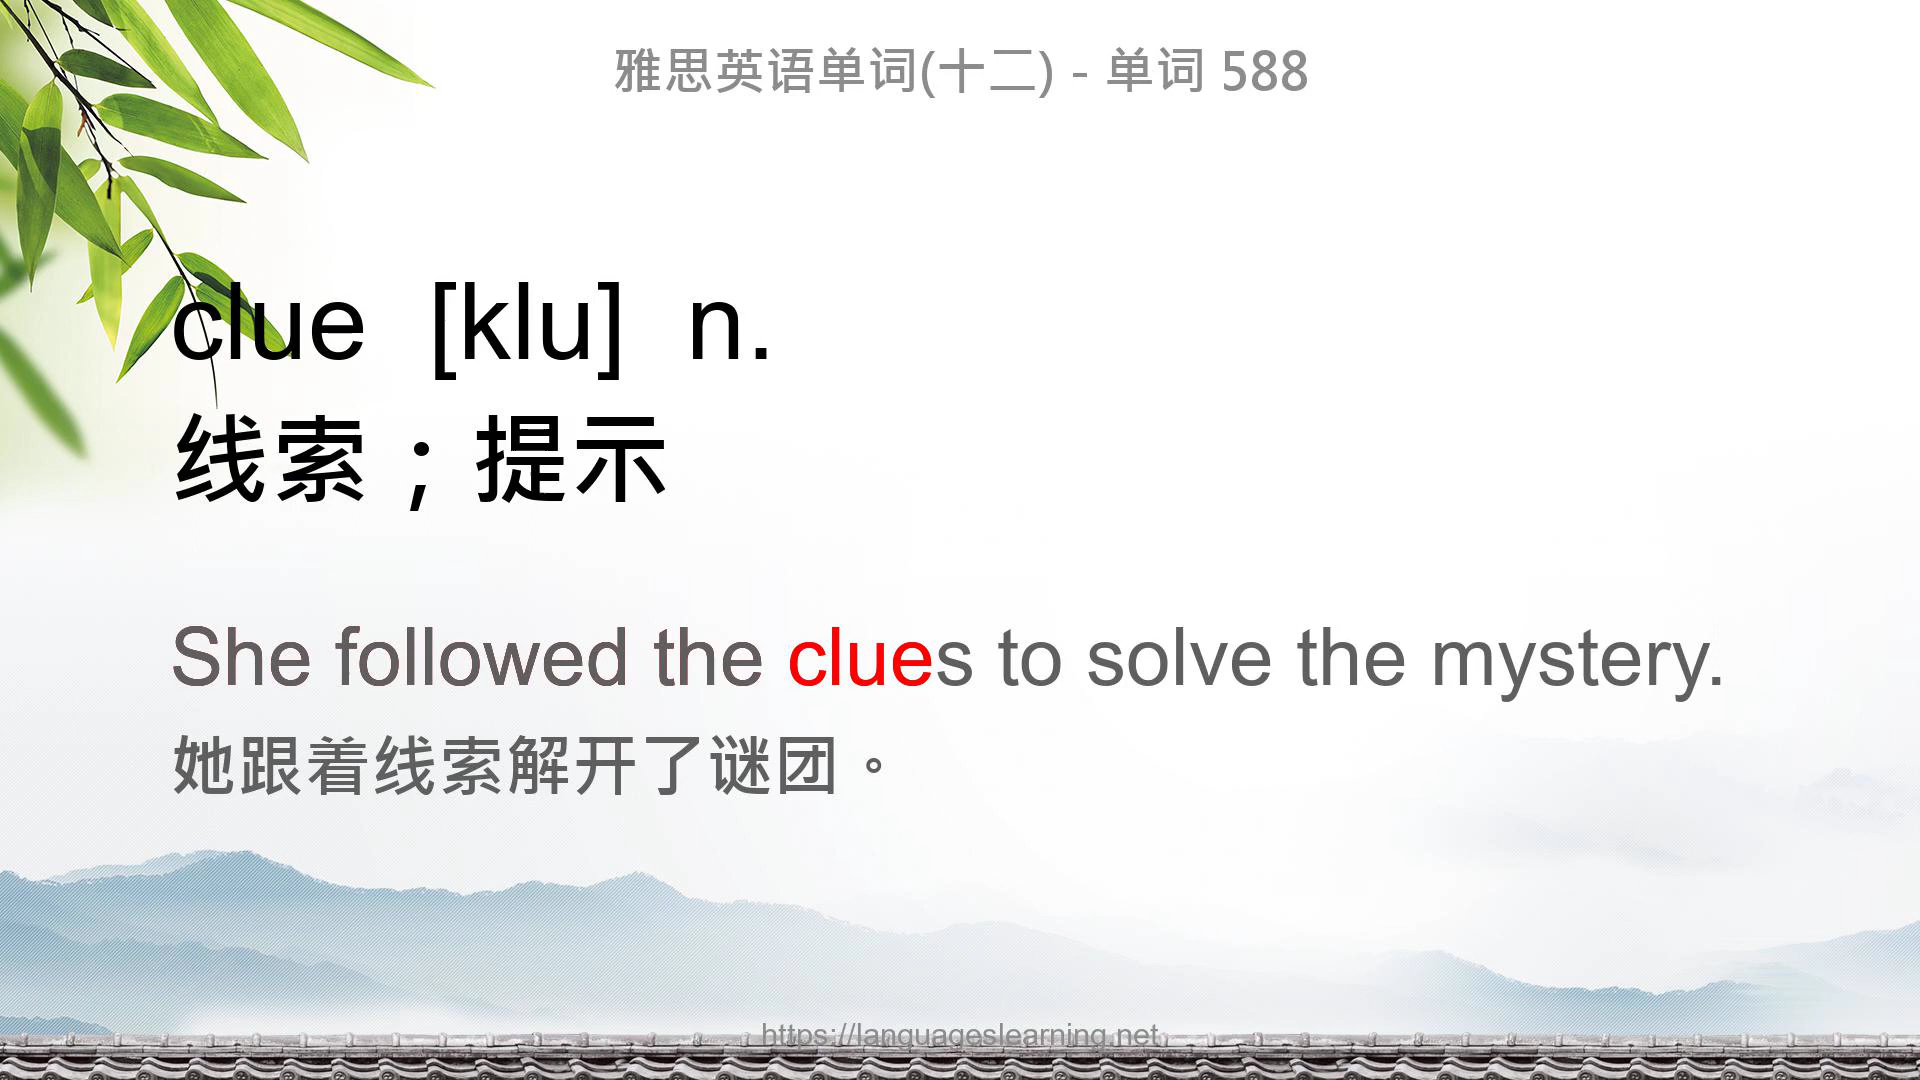 雅思英语单词(十二) - 单词 588
clue [klu] n.
线索；提示
She followed the clues to solve the mystery.
她跟着线索解开了谜团。
https://languageslearning.net